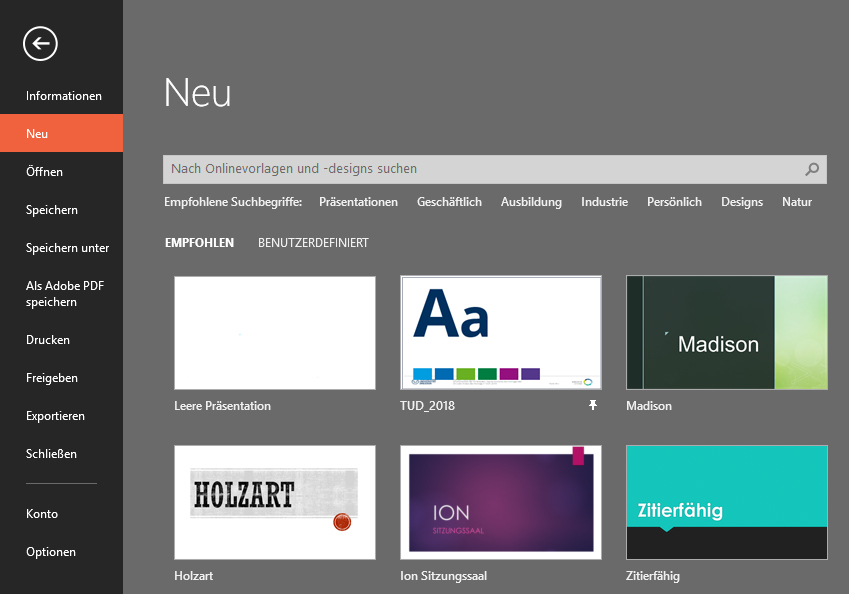 Neu
Informationen
Neu
Öffnen
Speichern
Speichern unter
Als Adobe PDF
speichern
Drucken
Freigeben
Exportieren
Schließen
Konto
Optionen
Nach Onlinevorlagen und -designs suchen
Empfohlene Suchbegriffe: Präsentationen Geschäftlich Ausbildung Industrie Persönlich Designs Natur
EMPFOHLEN BENUTZERDEFINIERT
Leere Präsentation
Aa
TUD_2018
Madison
Madison
HOLZART
Holzart
ION
SITZUNGSSAAL
Ion Sitzungssaal
Zitierfähig
Zitierfähig